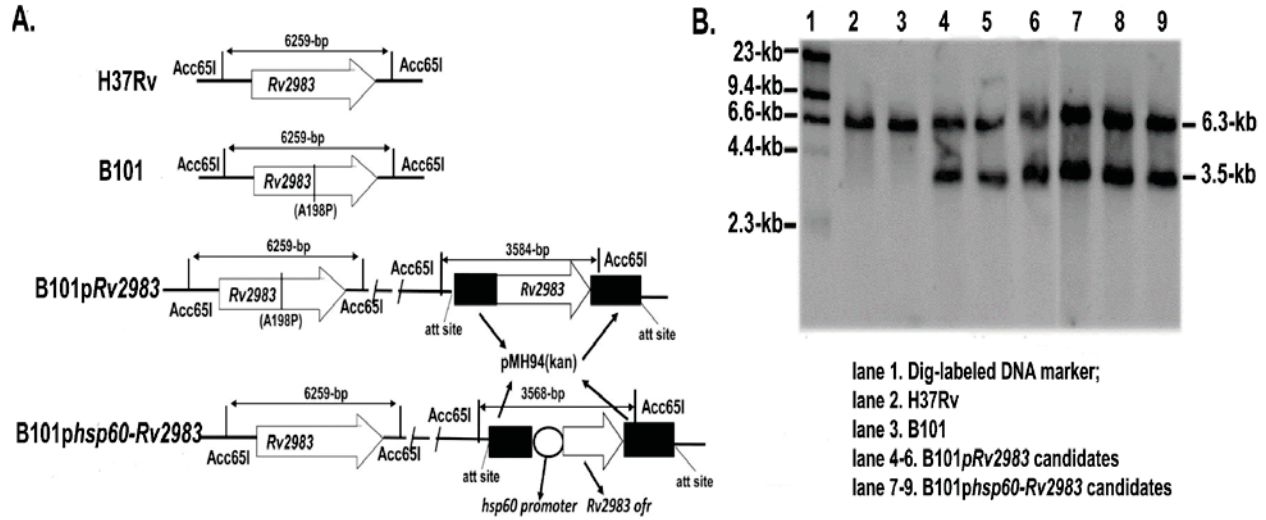 A.
6259-bp
Acc65I Acc65I
H37Rv
Rv2983
6259-bp
Acc65I Acc65I
B101
Rv2983
(A198P)
6259-bp
3584-bp
Acc65I Acc65I
B101pRv2983
Rv2983
Rv2983
Acc65I Acc65I
(A198P)
att site att site
pMH94(kan)
6259-bp
3568-bp
Acc65I Acc65I
B101phsp60-Rv2983
Rv2983
Acc65I Acc65I
att site att site
hsp60 promoter Rv2983 ofr
B.
1 2 3 4 5 6 7 8 9
23-kb
9.4-kb
6.6-kb
4.4-kb
2.3-kb
6.3-kb
3.5-kb
lane 1. Dig-labeled DNA marker;
lane 2. H37Rv
lane 3. B101
lane 4-6. B101pRv2983 candidates
lane 7-9. B101phsp60-Rv2983 candidates